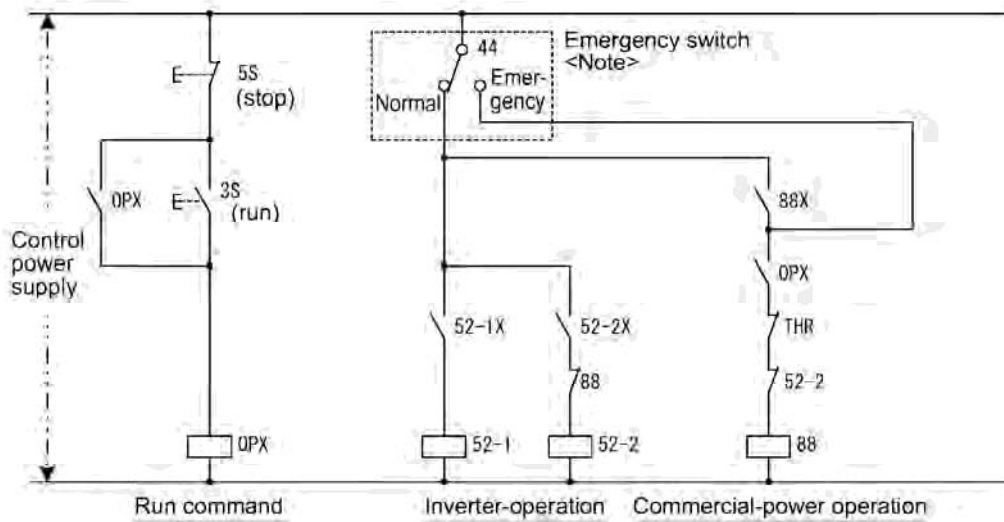 44
Emergency switch
<Note>
5S
(stop)
Normal
Emer-
gency
OPX
3S
(run)
88X
Control
power
supply
OPX
52-1X
52-2X
THR
88
52-2
OPX
52-1
52-2
88
Run command
Inverter-operation
Commercial-power operation